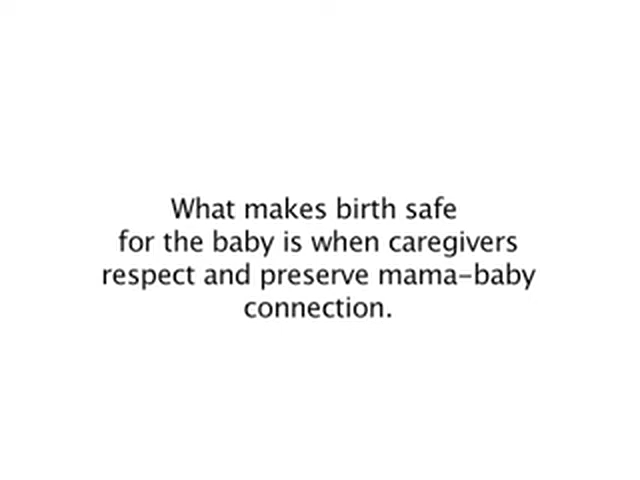 What makes birth safe
for the baby is when caregivers
respect and preserve mama-baby
connection.